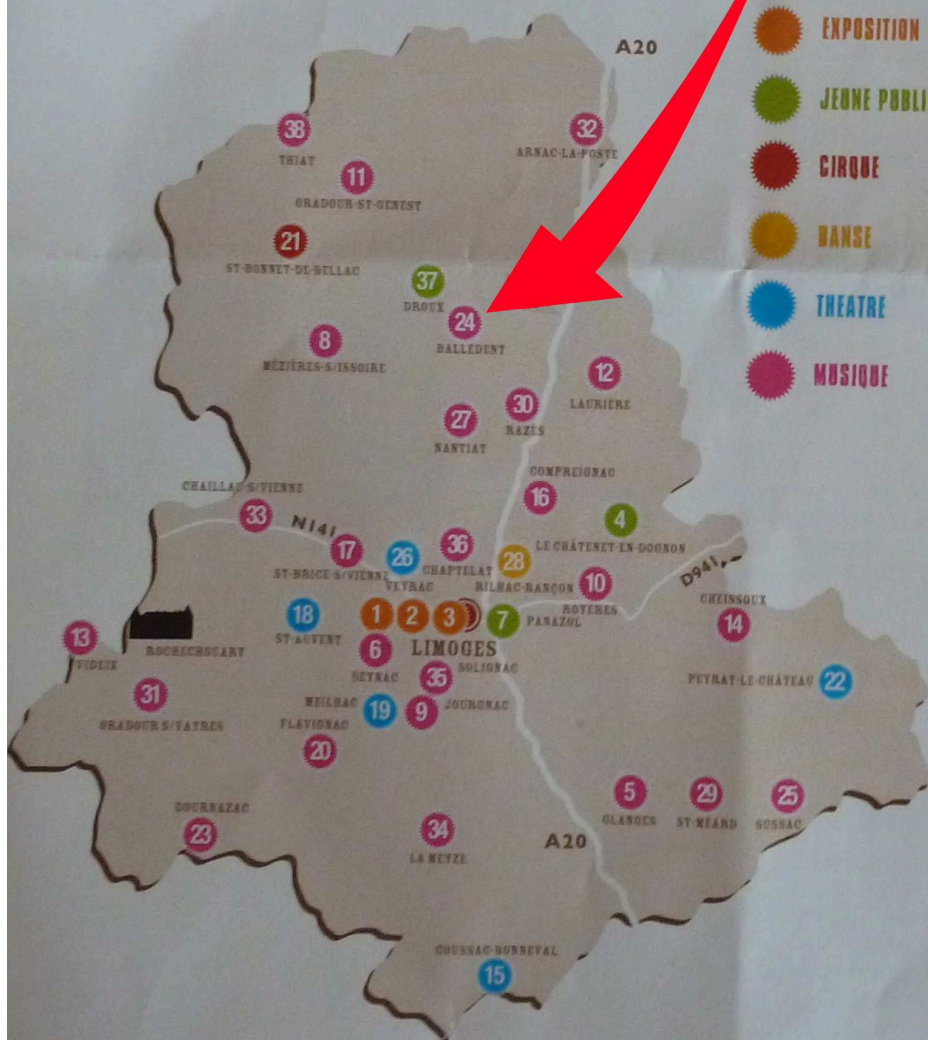 A20
EXPOSITION
JEUNE PUBLI
CIRQUE
DANSE
THEATRE
MUSIQUE
38
THIAT
32
ARNAC-LA-POSTE
11
ORADOUR-ST-GENEST
21
ST-BONNET-DE-BELLAC
37
DROUX
24
BALLEDENT
8
MÉZIÈRES-S/ISSOIRE
12
LAURIÈRE
30
RAZÈS
27
NANTIAT
COMPREIGNAC
16
CHAILLAC-S/VIENNE
33
N141
4
LE CHÂTENET-EN-DOGNON
17
ST-BRICE-S/VIENNE
26
VEYRAC
36
CHAPTELAT
28
RILHAC-RANÇON
10
ROYÈRES
D941
CHEISSOUX
14
18
ST-AUVENT
1 2 3
LIMOGES
7
PANAZOL
13
VIDEIX
ROCHECHOUART
6
SEYNAC
35
SOLIGNAC
PEYRAT-LE-CHÂTEAU 22
31
ORADOUR S/VAYRES
MEILHAC 19
9 JOURGNAC
FLAVIGNAC
20
5
GLANGES
29
ST-MÉARD
25
SUSSAC
DOURNAZAC
23
34
LA MEYZE
A20
COUSSAC-BONNEVAL
15